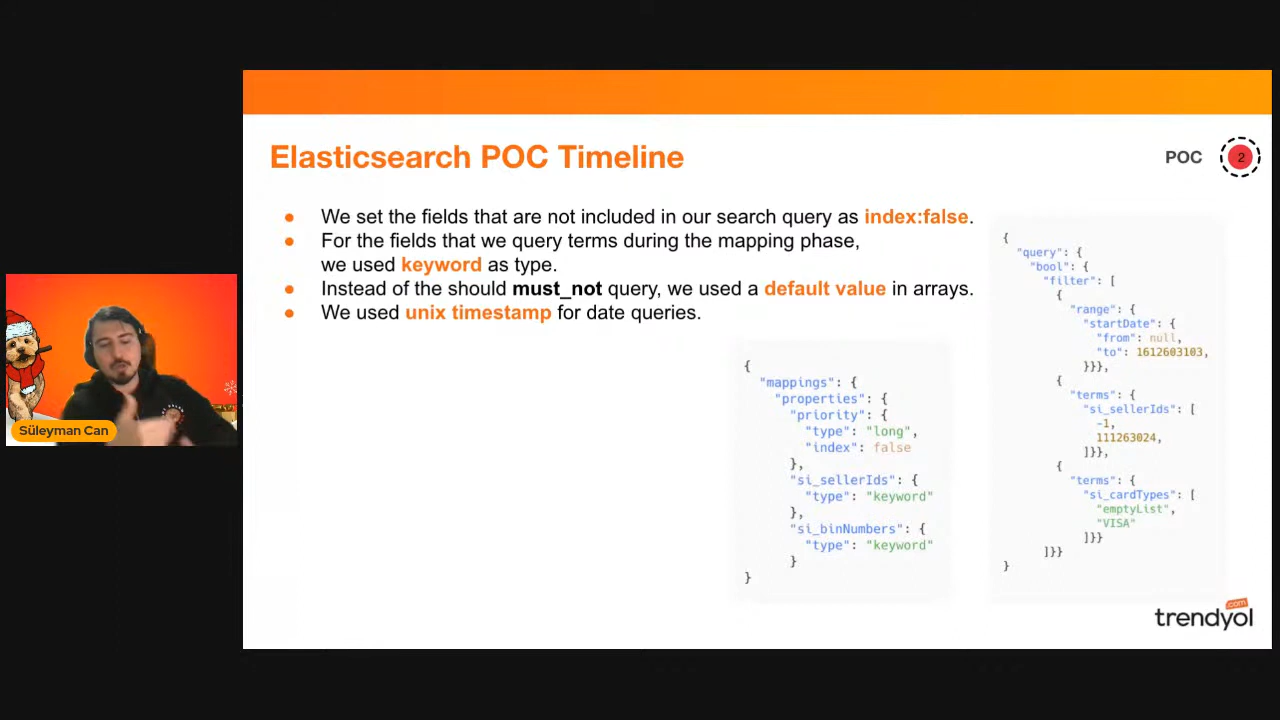 Elasticsearch POC Timeline
POC
2
● We set the fields that are not included in our search query as index:false.
● For the fields that we query terms during the mapping phase,
we used keyword as type.
● Instead of the should must_not query, we used a default value in arrays.
● We used unix timestamp for date queries.
{
"mappings": {
"properties": {
"priority": {
"type": "long",
"index": false
},
"si_sellerIds": {
"type": "keyword"
},
"si_binNumbers": {
"type": "keyword"
}
}
{
"query": {
"bool": {
"filter": [
{
"range": {
"startDate": {
"from": null,
"to": 1612603103,
}}},
{
"terms": {
"si_sellerIds": [
-1,
111263024,
]}},
{
"terms": {
"si_cardTypes": [
"emptyList",
"VISA"
]}}
]}}
}
Süleyman Can
.com
trendyol